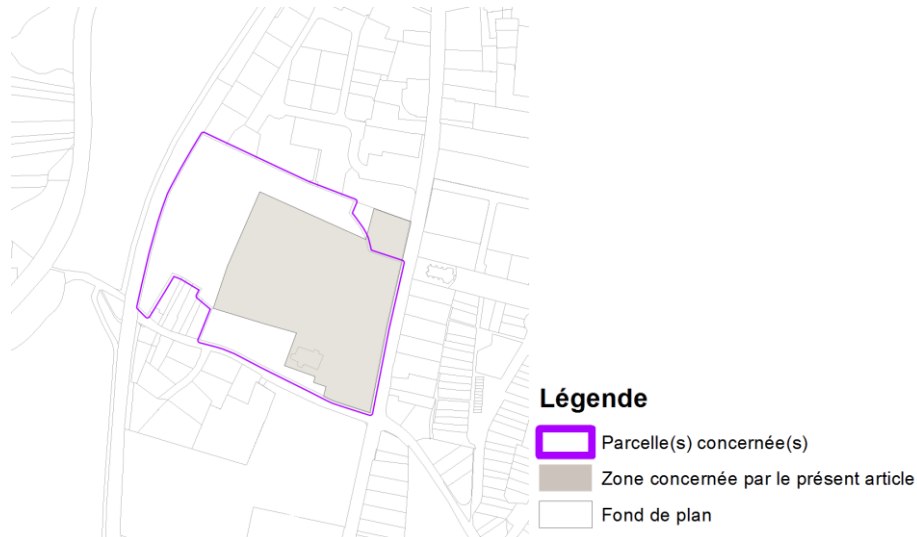 Légende
Parcelle(s) concernée(s)
Zone concernée par le présent article
Fond de plan